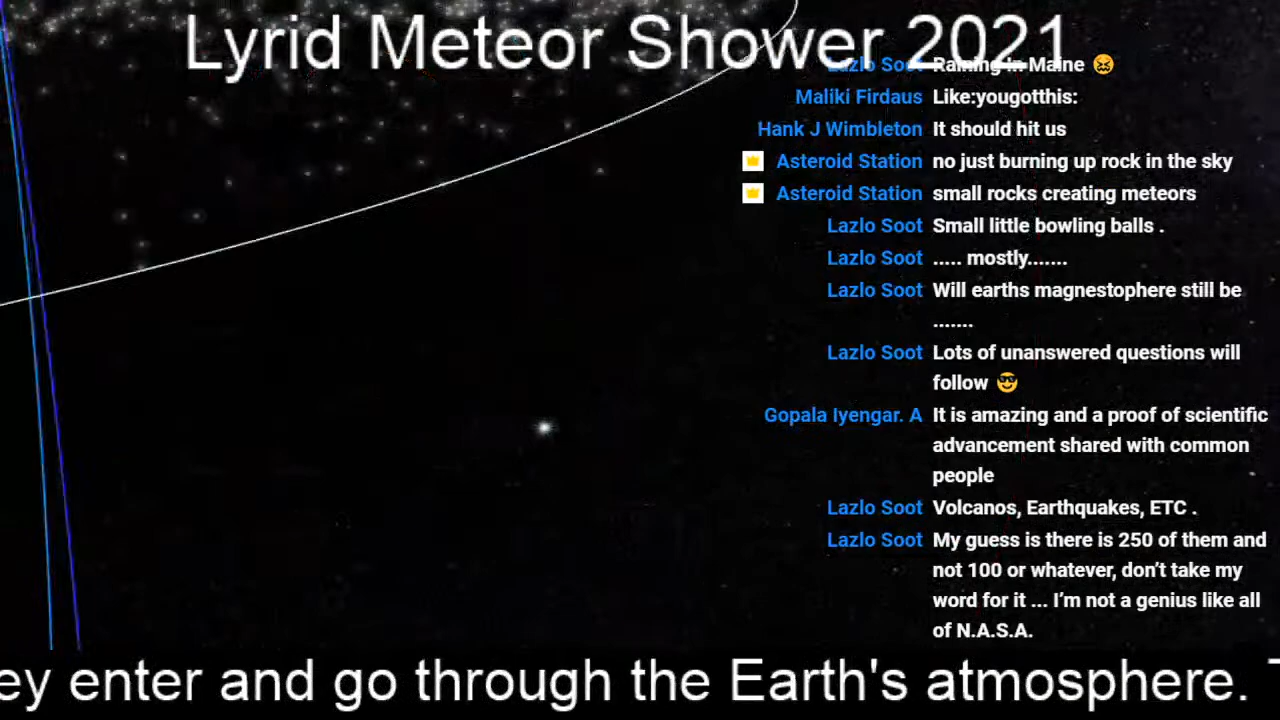 Lyrid Meteor Shower 2021
Lazlo Soot Raining in Maine 😖
Maliki Firdaus Like:yougotthis:
Hank J Wimbleton It should hit us
Asteroid Station no just burning up rock in the sky
Asteroid Station small rocks creating meteors
Lazlo Soot Small little bowling balls .
Lazlo Soot ..... mostly.......
Lazlo Soot Will earths magnestophere still be
.......
Lazlo Soot Lots of unanswered questions will
follow 😎
Gopala Iyengar. A It is amazing and a proof of scientific
advancement shared with common
people
Lazlo Soot Volcanos, Earthquakes, ETC .
Lazlo Soot My guess is there is 250 of them and
not 100 or whatever, don’t take my
word for it ... I’m not a genius like all
of N.A.S.A.
ey enter and go through the Earth's atmosphere. T